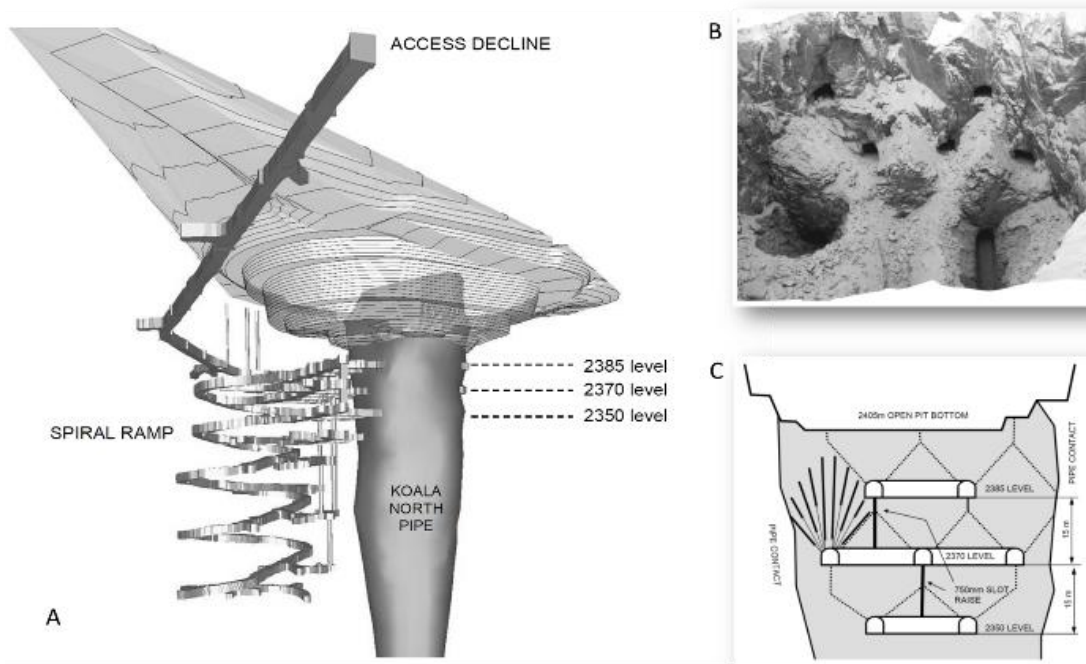 ACCESS DECLINE
2385 level
2370 level
2350 level
SPIRAL RAMP
KOALA
NORTH
PIPE
A
B
C
2405m OPEN PIT BOTTOM
PIPE CONTACT
2385 LEVEL
15 m
PIPE CONTACT
2370 LEVEL
750mm SLOT
RAISE
15 m
2350 LEVEL